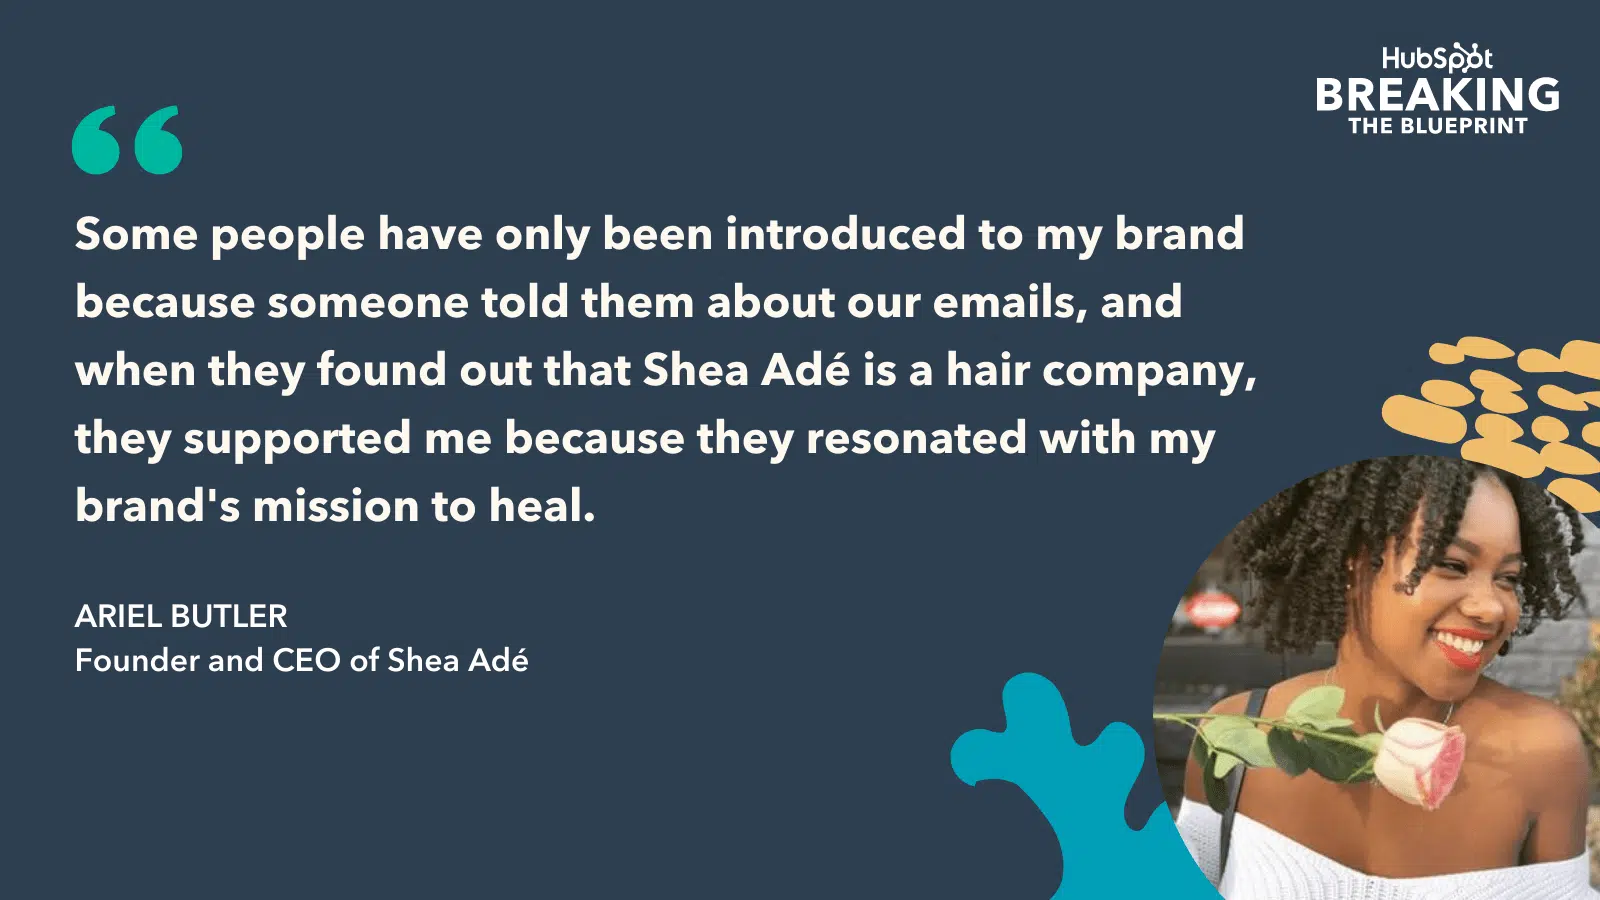 HubSpot
BREAKING
THE BLUEPRINT
“
Some people have only been introduced to my brand
because someone told them about our emails, and
when they found out that Shea Adé is a hair company,
they supported me because they resonated with my
brand's mission to heal.
ARIEL BUTLER
Founder and CEO of Shea Adé